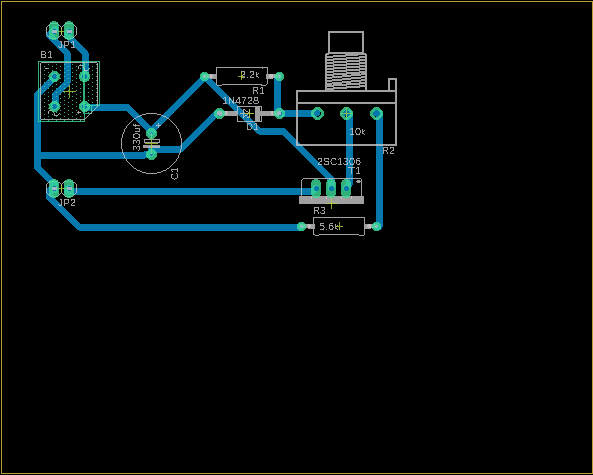 JP1
B1
2.2k
R1
1N4728
D1
330uf
C1
10k
R2
2SC1306
T1
JP2
R3
5.6k